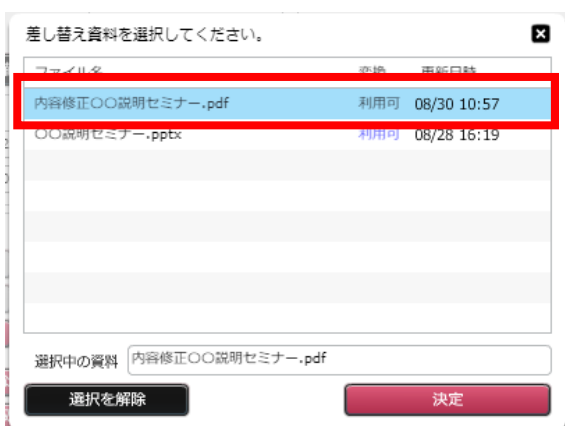 差し替え資料を選択してください。
ファイル名 変換 更新日時
内容修正〇〇説明セミナー.pdf 利用可 08/30 10:57
〇〇説明セミナー.pptx 利用可 08/28 16:19
選択中の資料 内容修正〇〇説明セミナー.pdf
選択を解除 決定